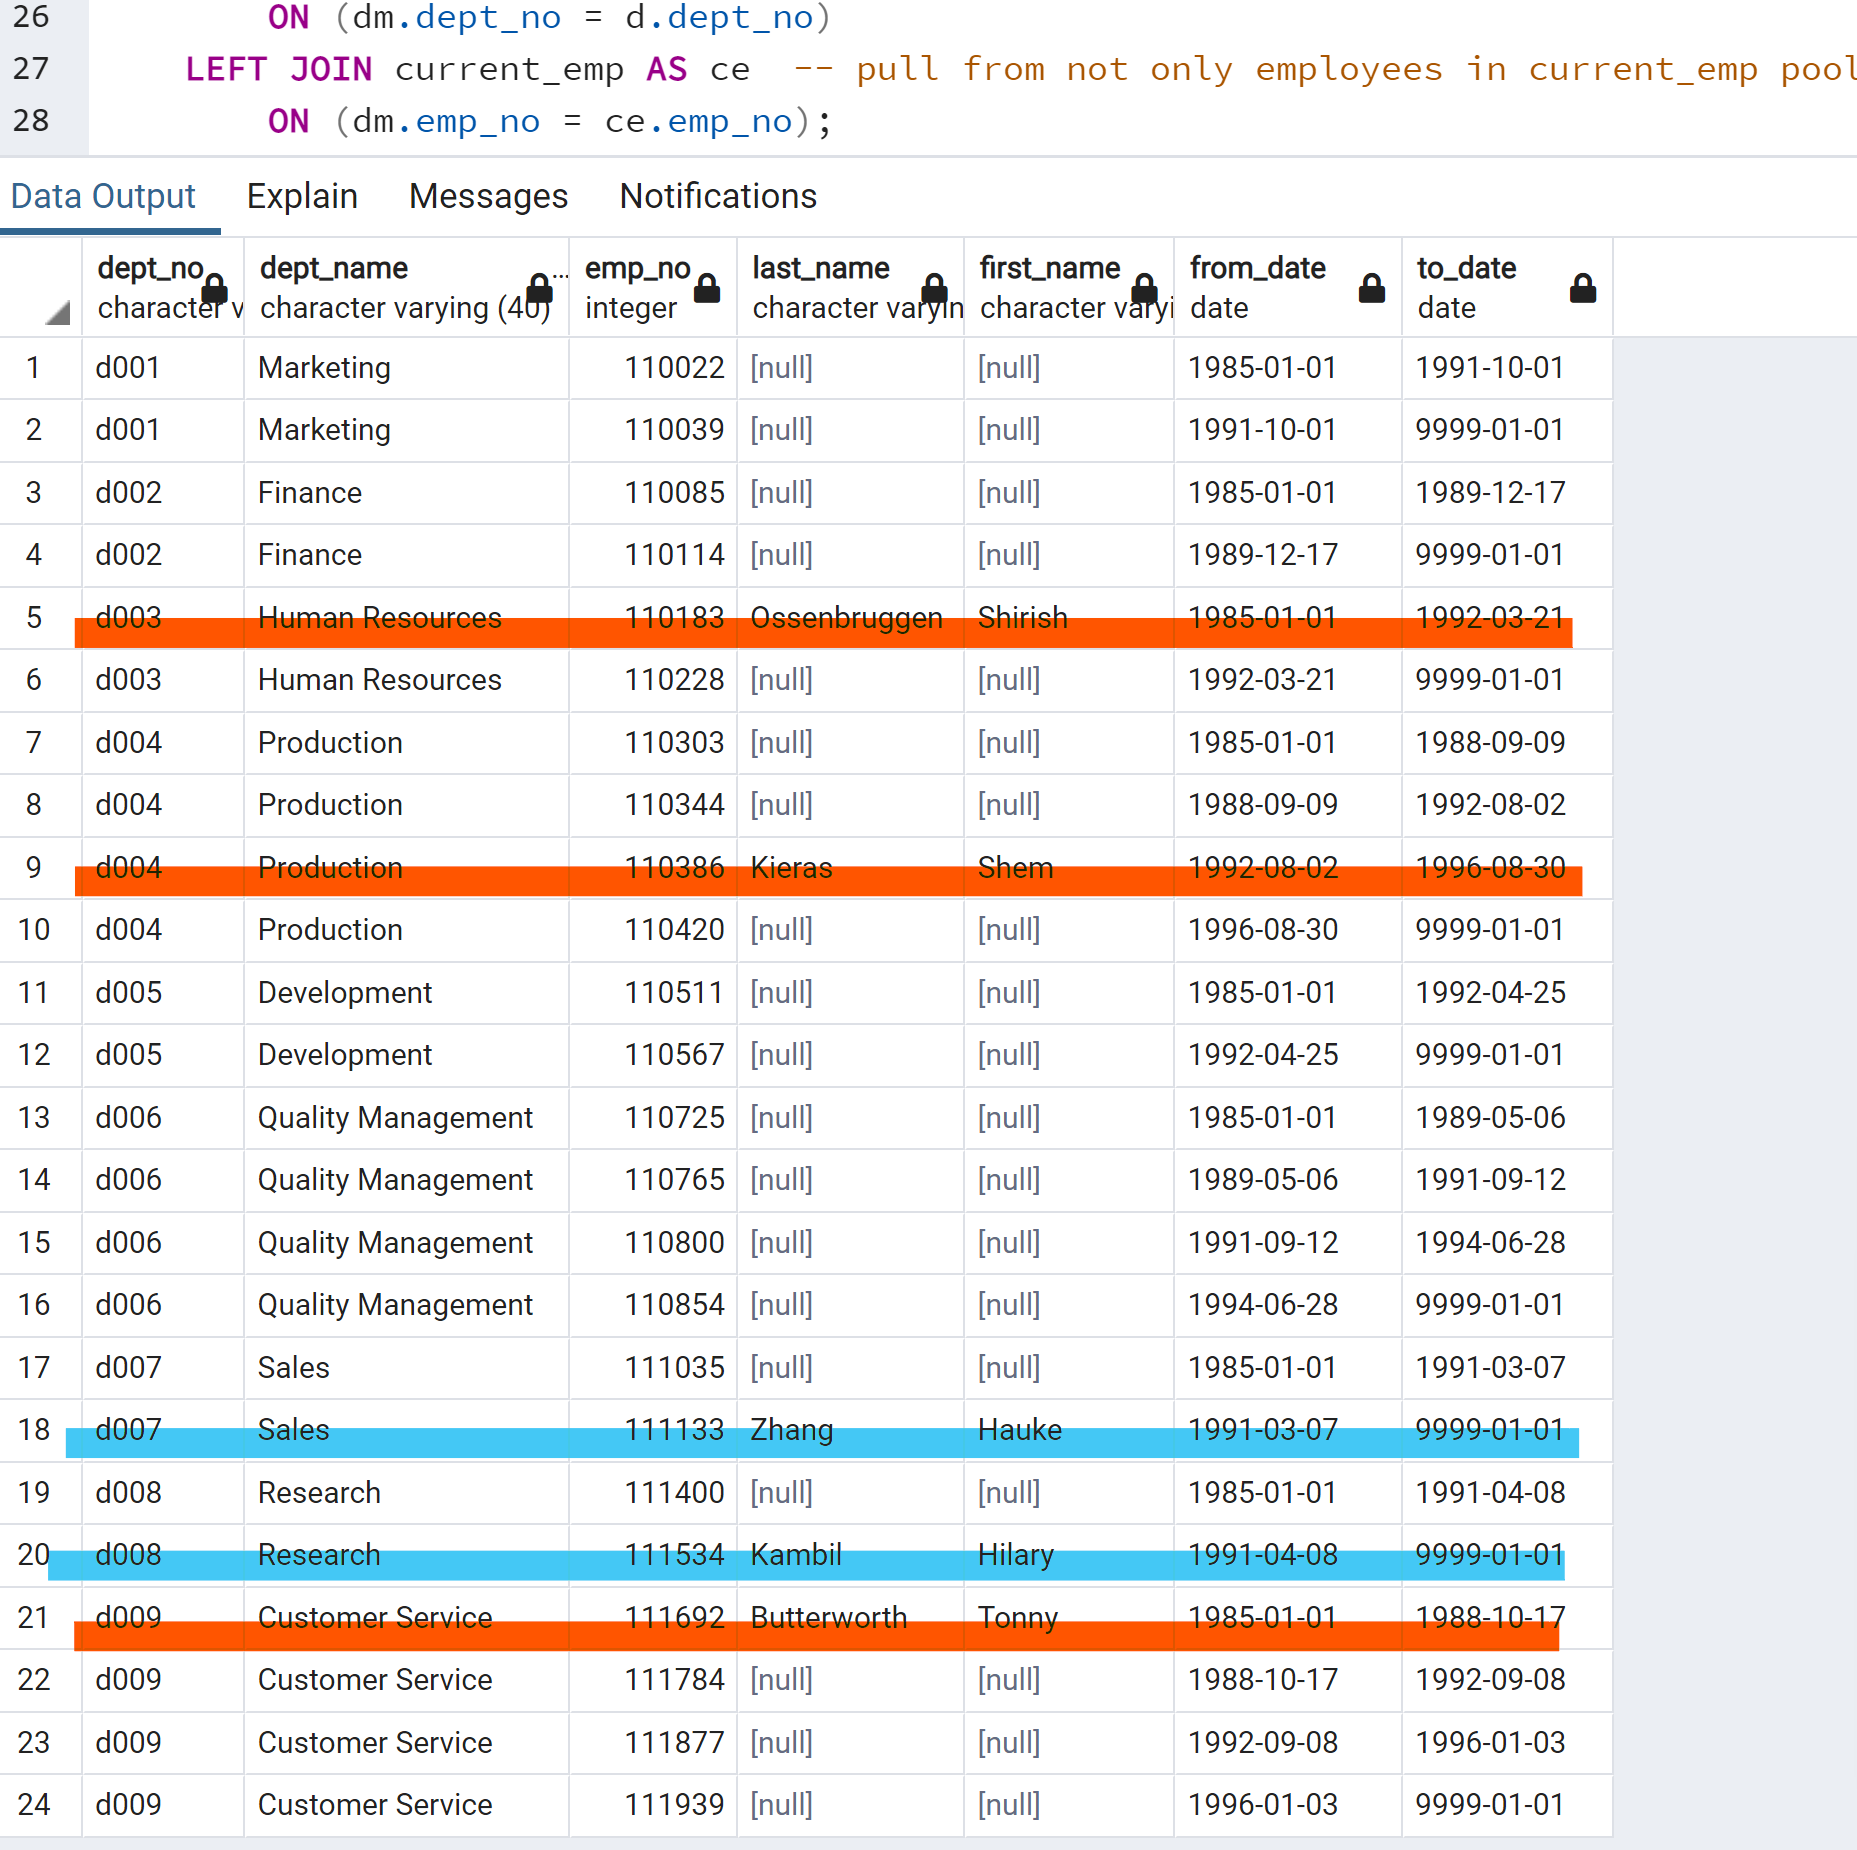 26 ON (dm.dept_no = d.dept_no)
27 LEFT JOIN current_emp AS ce -- pull from not only employees in current_emp pool
28 ON (dm.emp_no = ce.emp_no);
Data Output Explain Messages Notifications
dept_no dept_name ... emp_no last_name first_name from_date to_date
character v character varying (40) integer character varyin character varyi date date
1 d001 Marketing 110022 [null] [null] 1985-01-01 1991-10-01
2 d001 Marketing 110039 [null] [null] 1991-10-01 9999-01-01
3 d002 Finance 110085 [null] [null] 1985-01-01 1989-12-17
4 d002 Finance 110114 [null] [null] 1989-12-17 9999-01-01
5 d003 Human Resources 110183 Ossenbruggen Shirish 1985-01-01 1992-03-21
6 d003 Human Resources 110228 [null] [null] 1992-03-21 9999-01-01
7 d004 Production 110303 [null] [null] 1985-01-01 1988-09-09
8 d004 Production 110344 [null] [null] 1988-09-09 1992-08-02
9 d004 Production 110386 Kieras Shem 1992-08-02 1996-08-30
10 d004 Production 110420 [null] [null] 1996-08-30 9999-01-01
11 d005 Development 110511 [null] [null] 1985-01-01 1992-04-25
12 d005 Development 110567 [null] [null] 1992-04-25 9999-01-01
13 d006 Quality Management 110725 [null] [null] 1985-01-01 1989-05-06
14 d006 Quality Management 110765 [null] [null] 1989-05-06 1991-09-12
15 d006 Quality Management 110800 [null] [null] 1991-09-12 1994-06-28
16 d006 Quality Management 110854 [null] [null] 1994-06-28 9999-01-01
17 d007 Sales 111035 [null] [null] 1985-01-01 1991-03-07
18 d007 Sales 111133 Zhang Hauke 1991-03-07 9999-01-01
19 d008 Research 111400 [null] [null] 1985-01-01 1991-04-08
20 d008 Research 111534 Kambil Hilary 1991-04-08 9999-01-01
21 d009 Customer Service 111692 Butterworth Tonny 1985-01-01 1988-10-17
22 d009 Customer Service 111784 [null] [null] 1988-10-17 1992-09-08
23 d009 Customer Service 111877 [null] [null] 1992-09-08 1996-01-03
24 d009 Customer Service 111939 [null] [null] 1996-01-03 9999-01-01